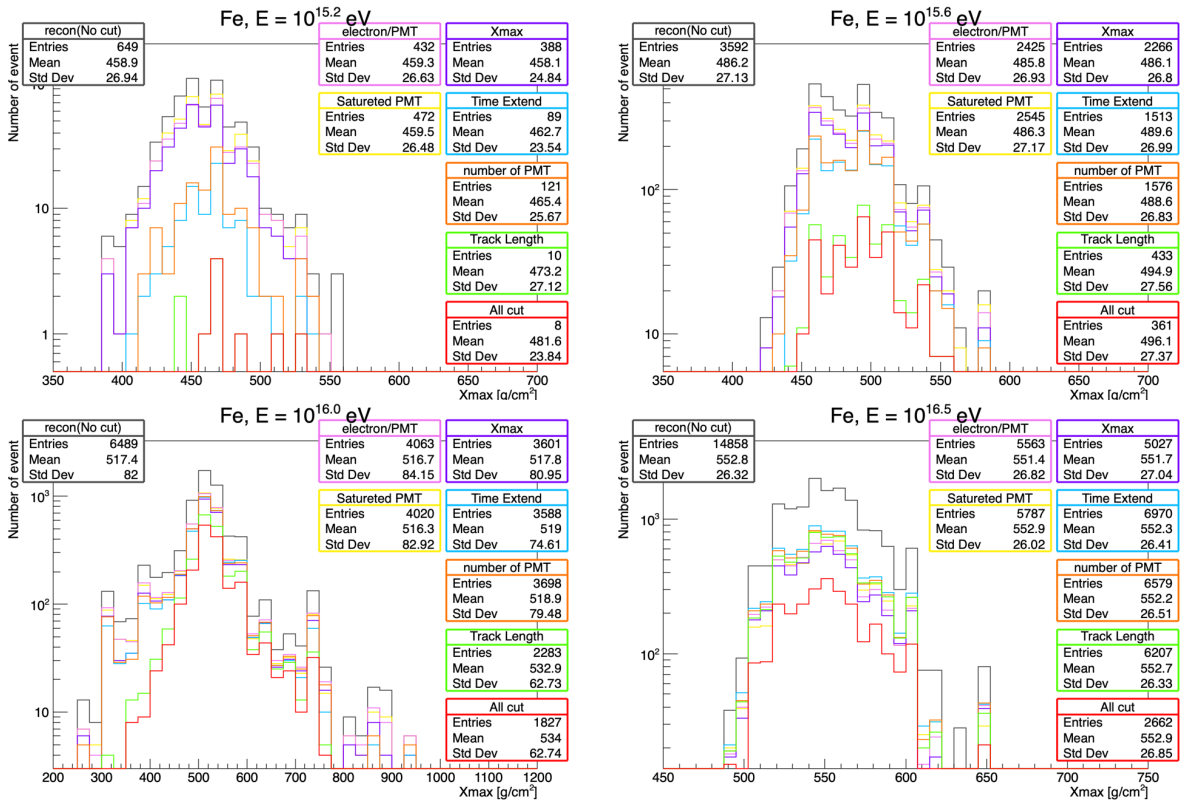 Fe, E = 10^15.2 eV
Number of event
recon(No cut)
Entries 649
Mean 458.9
Std Dev 26.94
electron/PMT
Entries 432
Mean 459.3
Std Dev 26.63
Xmax
Entries 388
Mean 458.1
Std Dev 24.84
Satureted PMT
Entries 472
Mean 459.5
Std Dev 26.48
Time Extend
Entries 89
Mean 462.7
Std Dev 23.54
number of PMT
Entries 121
Mean 465.4
Std Dev 25.67
Track Length
Entries 10
Mean 473.2
Std Dev 27.12
All cut
Entries 8
Mean 481.6
Std Dev 23.84
10
1
350 400 450 500 550 600 650 700
Xmax [g/cm²]
Fe, E = 10^15.6 eV
Number of event
recon(No cut)
Entries 3592
Mean 486.2
Std Dev 27.13
electron/PMT
Entries 2425
Mean 485.8
Std Dev 26.93
Xmax
Entries 2266
Mean 486.1
Std Dev 26.8
Satureted PMT
Entries 2545
Mean 486.3
Std Dev 27.17
Time Extend
Entries 1513
Mean 489.6
Std Dev 26.99
number of PMT
Entries 1576
Mean 488.6
Std Dev 26.83
Track Length
Entries 433
Mean 494.9
Std Dev 27.56
All cut
Entries 361
Mean 496.1
Std Dev 27.37
10²
10
350 400 450 500 550 600 650 700
Xmax [g/cm²]
Fe, E = 10^16.0 eV
Number of event
recon(No cut)
Entries 6489
Mean 517.4
Std Dev 82
electron/PMT
Entries 4063
Mean 516.7
Std Dev 84.15
Xmax
Entries 3601
Mean 517.8
Std Dev 80.95
Satureted PMT
Entries 4020
Mean 516.3
Std Dev 82.92
Time Extend
Entries 3588
Mean 519
Std Dev 74.61
number of PMT
Entries 3698
Mean 518.9
Std Dev 79.48
Track Length
Entries 2283
Mean 532.9
Std Dev 62.73
All cut
Entries 1827
Mean 534
Std Dev 62.74
10³
10²
10
200 300 400 500 600 700 800 900 1000 1100 1200
Xmax [g/cm²]
Fe, E = 10^16.5 eV
Number of event
recon(No cut)
Entries 14858
Mean 552.8
Std Dev 26.32
electron/PMT
Entries 5563
Mean 551.4
Std Dev 26.82
Xmax
Entries 5027
Mean 551.7
Std Dev 27.04
Satureted PMT
Entries 5787
Mean 552.9
Std Dev 26.02
Time Extend
Entries 6970
Mean 552.3
Std Dev 26.41
number of PMT
Entries 6579
Mean 552.2
Std Dev 26.51
Track Length
Entries 6207
Mean 552.7
Std Dev 26.33
All cut
Entries 2662
Mean 552.9
Std Dev 26.85
10³
10²
450 500 550 600 650 700 750
Xmax [g/cm²]